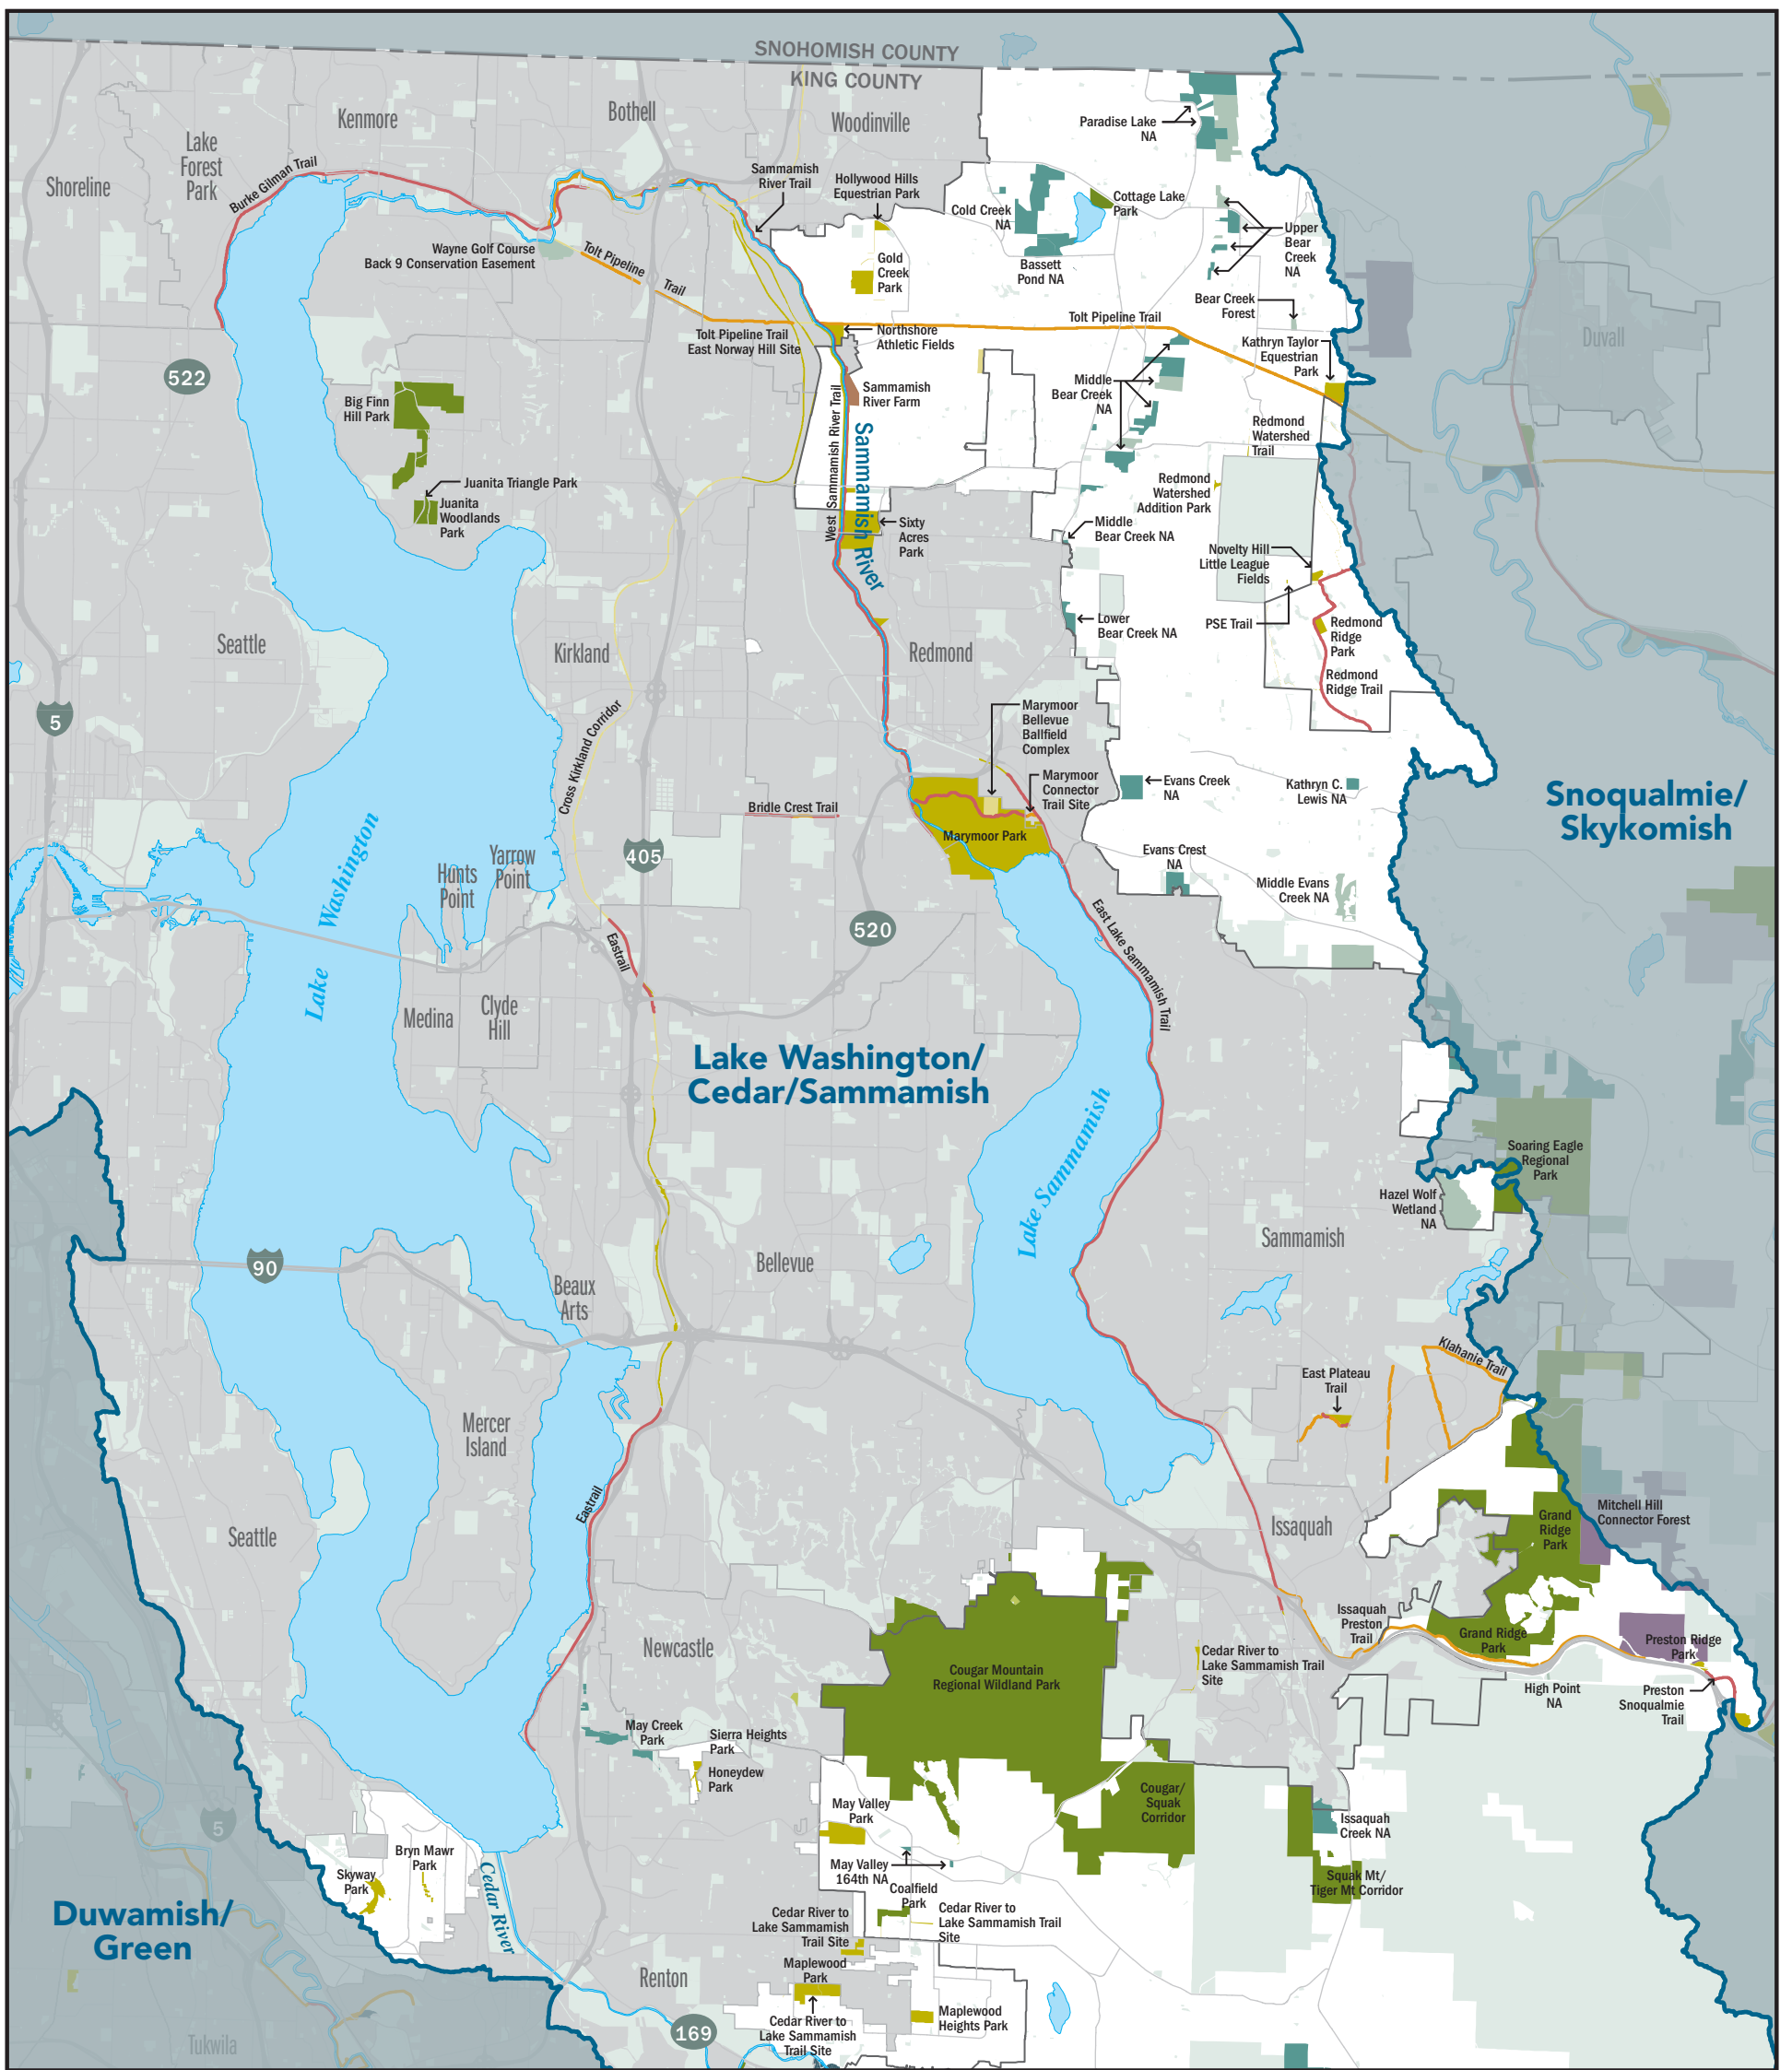 SNOHOMISH COUNTY
KING COUNTY
Kenmore
Bothell
Woodinville
Lake
Forest
Park
Shoreline
Burke Gilman Trail
Sammamish
River Trail
Hollywood Hills
Equestrian Park
Paradise Lake
NA
Cold Creek
NA
Cottage Lake
Park
Bassett
Pond NA
Upper
Bear
Creek
NA
Wayne Golf Course
Back 9 Conservation Easement
Tolt Pipeline
Trail
Gold
Creek
Park
Bear Creek
Forest
Tolt Pipeline Trail
Tolt Pipeline Trail
East Norway Hill Site
Northshore
Athletic Fields
Kathryn Taylor
Equestrian
Park
Duvall
522
Big Finn
Hill Park
Sammamish
River Farm
Middle
Bear Creek
NA
Redmond
Watershed
Trail
West Sammamish River Trail
Sammamish River
Juanita Triangle Park
Juanita
Woodlands
Park
Redmond
Watershed
Addition Park
Sixty
Acres
Park
Middle
Bear Creek NA
Novelty Hill
Little League
Fields
Lower
Bear Creek NA
PSE Trail
Redmond
Ridge
Park
Redmond
Ridge Trail
Seattle
Kirkland
Redmond
5
Cross Kirkland Corridor
Marymoor
Bellevue
Ballfield
Complex
Marymoor
Connector
Trail Site
Evans Creek
NA
Kathryn C.
Lewis NA
Snoqualmie/
Skykomish
Bridle Crest Trail
Marymoor Park
405
Hunts
Point
Yarrow
Point
Evans Crest
NA
Middle Evans
Creek NA
Lake Washington
520
Eastrail
East Lake Sammamish Trail
Medina
Clyde
Hill
Lake Washington/
Cedar/Sammamish
Lake Sammamish
Soaring Eagle
Regional
Park
Hazel Wolf
Wetland
NA
Sammamish
90
Bellevue
Beaux
Arts
Klahanie Trail
East Plateau
Trail
Mercer
Island
Eastrail
Seattle
Issaquah
Grand
Ridge
Park
Mitchell Hill
Connector Forest
Issaquah
Preston
Trail
Grand Ridge
Park
Preston Ridge
Park
Newcastle
Cougar Mountain
Regional Wildland Park
Cedar River to
Lake Sammamish Trail
Site
High Point
NA
Preston
Snoqualmie
Trail
May Creek
Park
Sierra Heights
Park
Honeydew
Park
Cougar/
Squak
Corridor
May Valley
Park
Issaquah
Creek NA
5
Bryn Mawr
Park
Skyway
Park
May Valley
164th NA
Coalfield
Park
Squak Mt/
Tiger Mt Corridor
Cedar River
Duwamish/
Green
Cedar River to
Lake Sammamish
Trail Site
Cedar River to
Lake Sammamish Trail
Site
Renton
Maplewood
Park
Maplewood
Heights Park
169
Cedar River to
Lake Sammamish
Trail Site
Tukwila